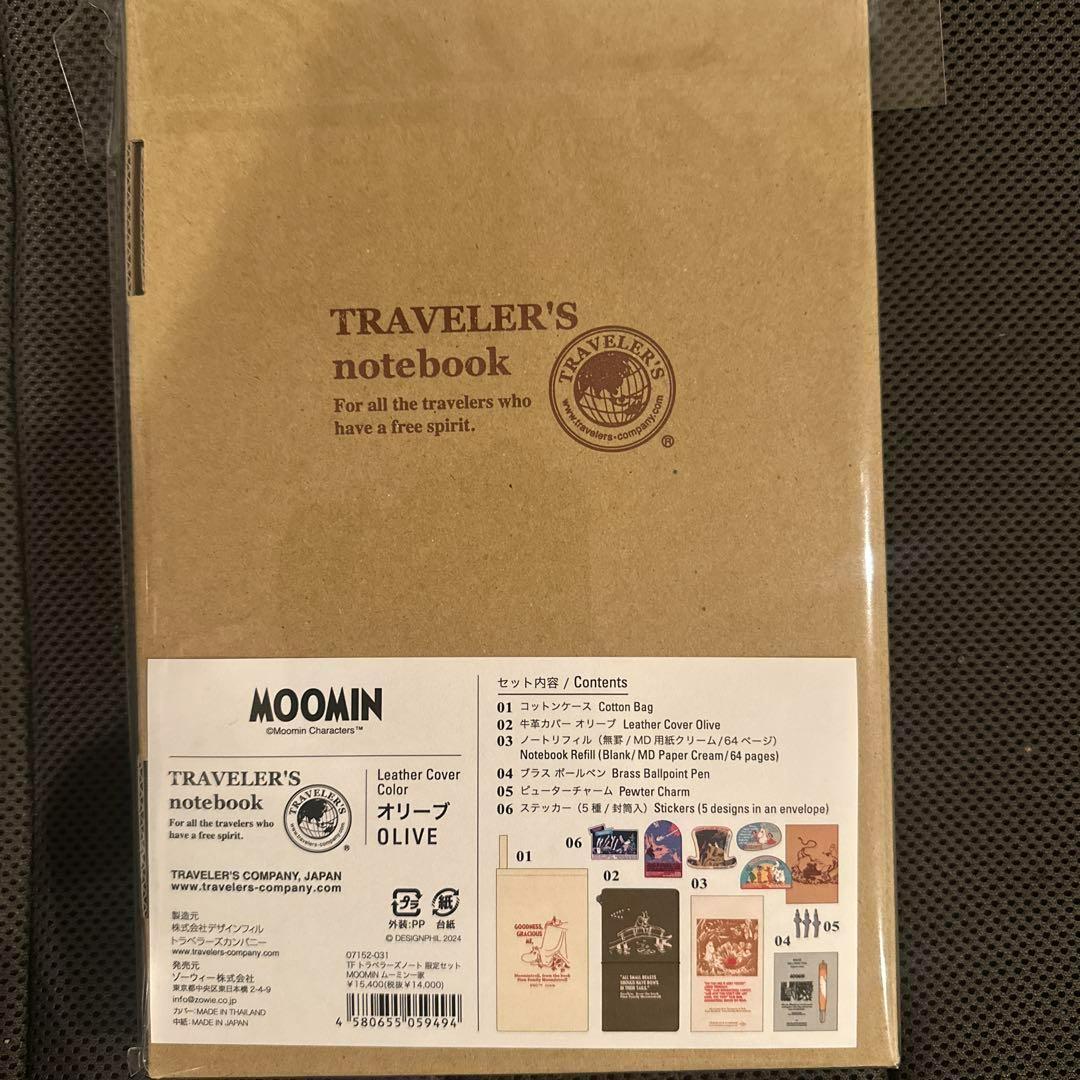 TRAVELER'S
notebook
For all the travelers who
have a free spirit.
TRAVELER'S
www.travelers-company.com
®
MOOMIN
©Moomin Characters™
TRAVELER'S
notebook
For all the travelers who
have a free spirit.
TRAVELER'S
®
Leather Cover
Color
オリーブ
OLIVE
TRAVELER'S COMPANY, JAPAN
www.travelers-company.com
製造元
株式会社デザインフィル
トラベラーズカンパニー
www.travelers-company.com
発売元
ゾーウィー株式会社
東京都中央区東日本橋 2-4-9
info@zowie.co.jp
カバー：MADE IN THAILAND
中紙：MADE IN JAPAN
プラ
紙
外装：PP
台紙
© DESIGNPHIL 2024
07152-031
TF トラベラーズノート 限定セット
MOOMIN ムーミン一家
￥15,400(税抜￥14,000)
4 580655 059494
セット内容 / Contents
01 コットンケース Cotton Bag
02 牛革カバー オリーブ Leather Cover Olive
03 ノートリフィル（無罫 / MD 用紙クリーム / 64 ページ）
Notebook Refill (Blank/ MD Paper Cream/ 64 pages)
04 ブラス ボールペン Brass Ballpoint Pen
05 ピューターチャーム Pewter Charm
06 ステッカー（5 種 / 封筒入） Stickers (5 designs in an envelope)
01
06
02
03
04
05
GOODNESS,
GRACIOUS
ME,
"ALL SMALL BEASTS
SHOULD HAVE BOWS
IN THEIR TAILS."
MOOMIN